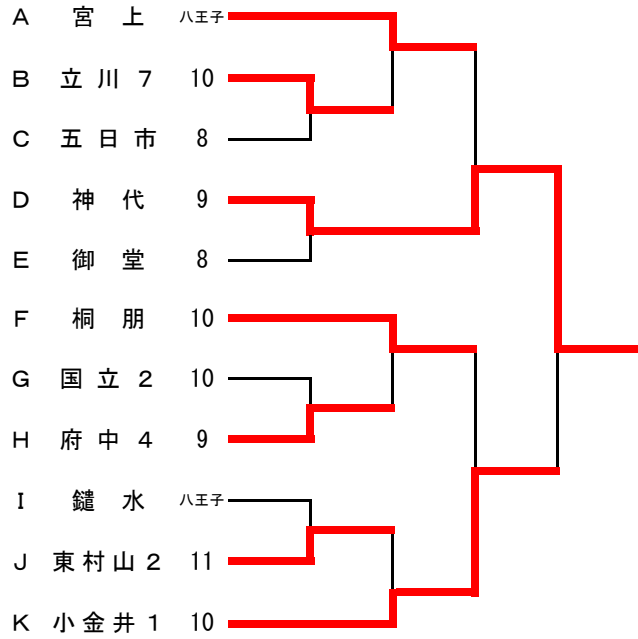 A 宮上 八王子
B 立川7 10
C 五日市 8
D 神代 9
E 御堂 8
F 桐朋 10
G 国立2 10
H 府中4 9
I 鑓水 八王子
J 東村山2 11
K 小金井1 10